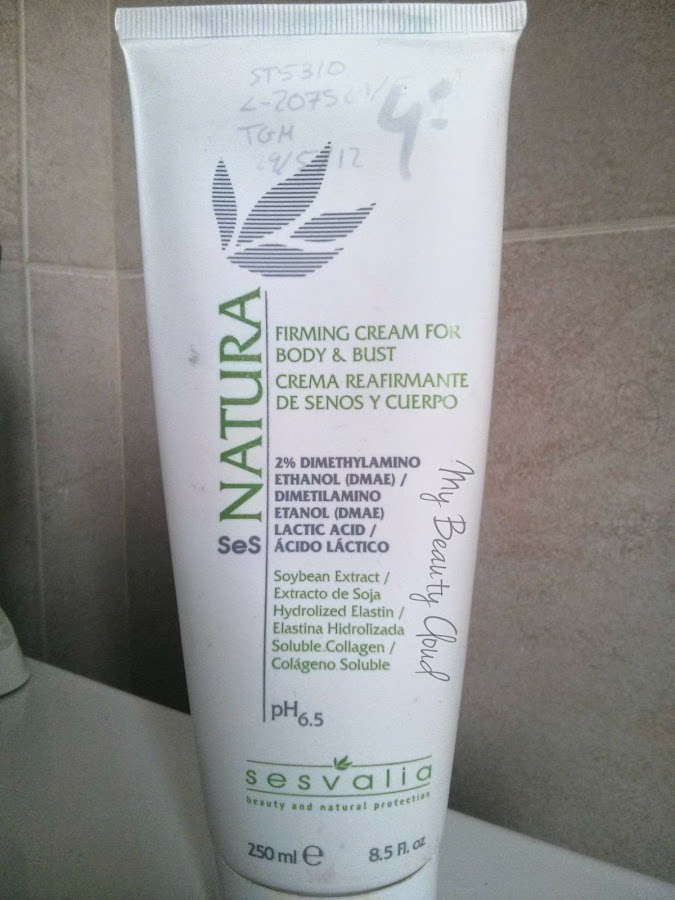 ST5310
TGM
NATURA
SeS
FIRMING CREAM FOR
BODY & BUST
CREMA REAFIRMANTE
DE SENOS Y CUERPO
2% DIMETHYLAMINO
ETHANOL (DMAE) /
DIMETILAMINO
ETANOL (DMAE)
LACTIC ACID /
ÁCIDO LÁCTICO
Soybean Extract /
Extracto de Soja
Hydrolized Elastin /
Elastina Hidrolizada
Soluble Collagen /
Colágeno Soluble
pH6.5
My Beauty Cloud
sesvalia
beauty and natural protection
250 ml e 8.5 Fl. oz